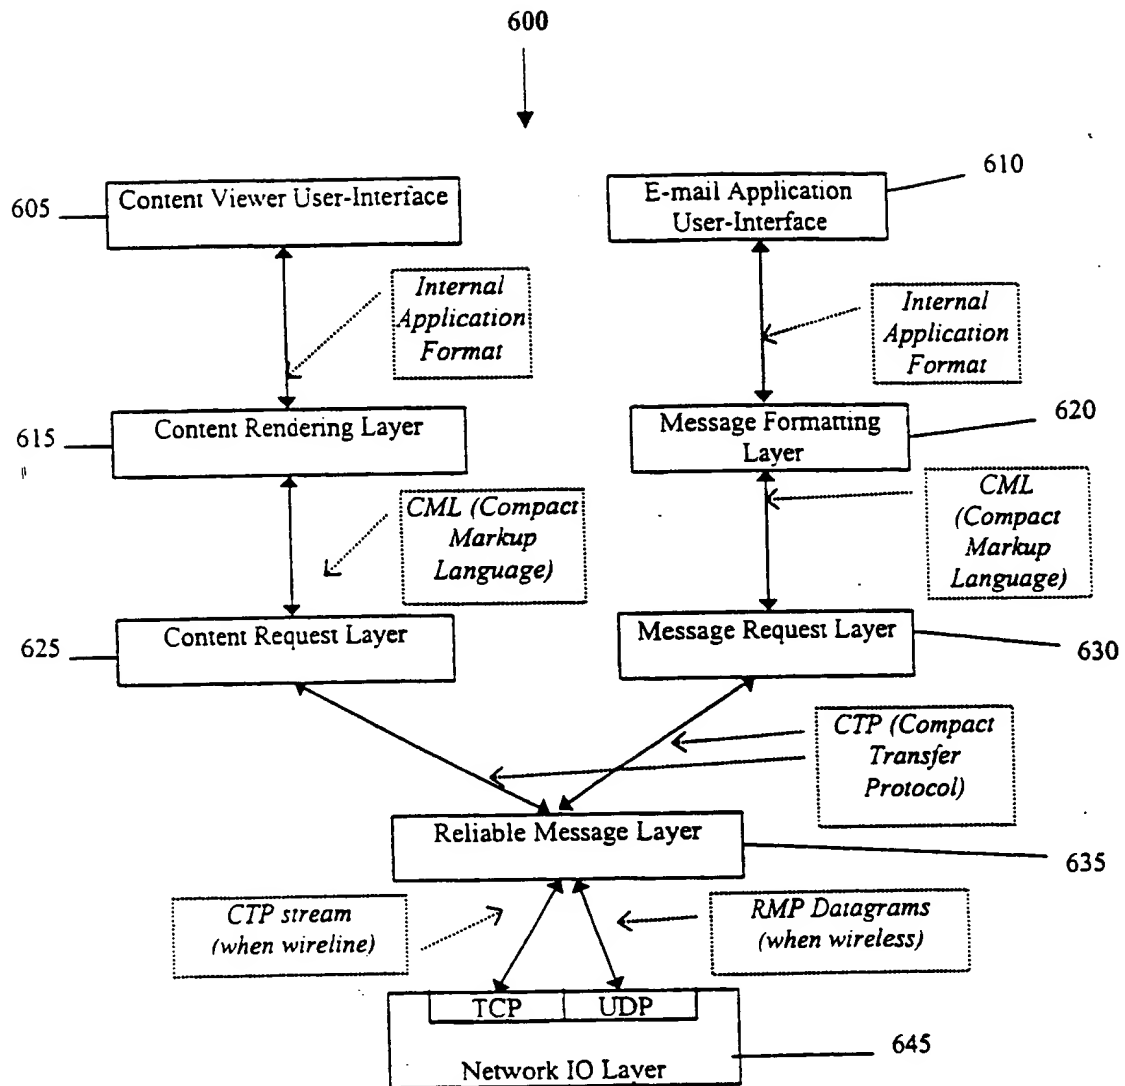 600
Content Viewer User-Interface
605
E-mail Application
User-Interface
610
Internal
Application
Format
Internal
Application
Format
Content Rendering Layer
615
Message Formatting
Layer
620
CML (Compact
Markup
Language)
CML
(Compact
Markup
Language)
Content Request Layer
625
Message Request Layer
630
CTP (Compact
Transfer
Protocol)
Reliable Message Layer
635
CTP stream
(when wireline)
RMP Datagrams
(when wireless)
TCP UDP
Network IO Layer
645